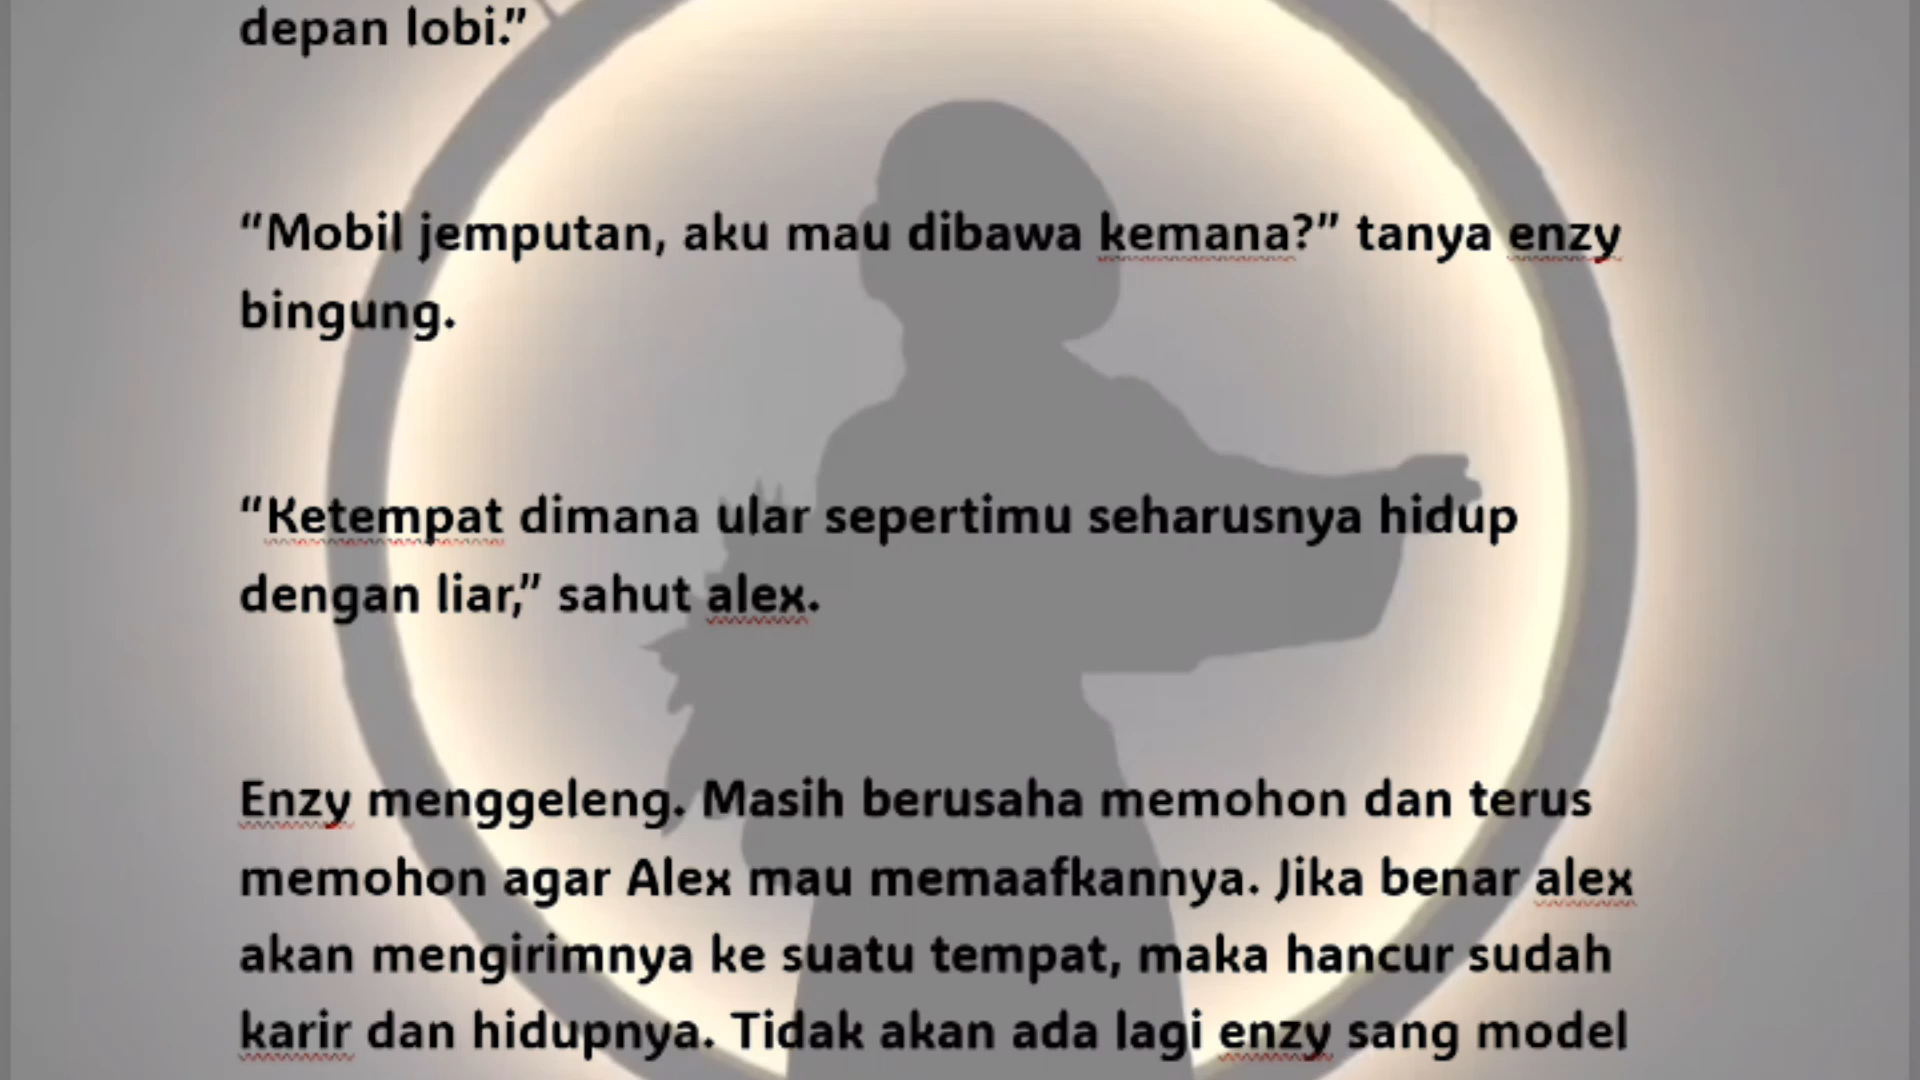 depan lobi.”
“Mobil jemputan, aku mau dibawa kemana?” tanya enzy
bingung.
“Ketempat dimana ular sepertimu seharusnya hidup
dengan liar,” sahut alex.
Enzy menggeleng. Masih berusaha memohon dan terus
memohon agar Alex mau memaafkannya. Jika benar alex
akan mengirimnya ke suatu tempat, maka hancur sudah
karir dan hidupnya. Tidak akan ada lagi enzy sang model